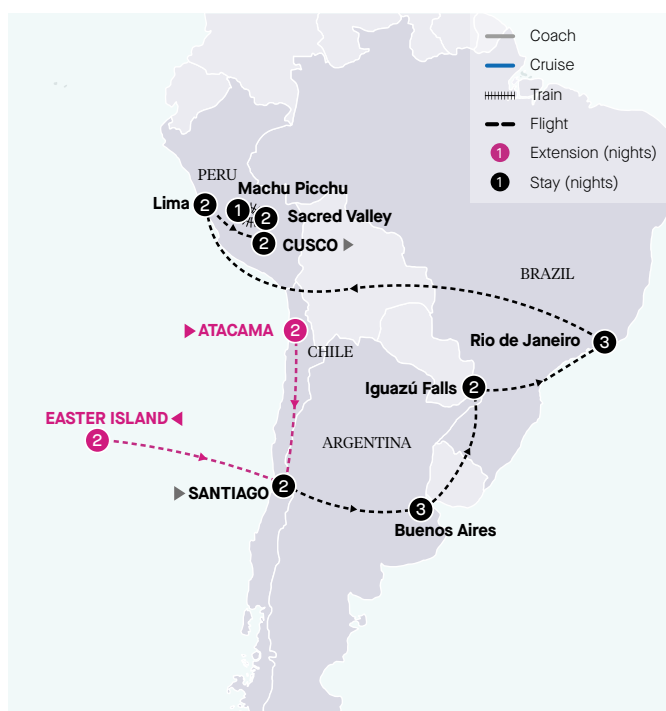 Coach
Cruise
Train
Flight
1 Extension (nights)
1 Stay (nights)
PERU
Machu Picchu
Lima 2 1
2 Sacred Valley
2 CUSCO
BRAZIL
ATACAMA 2
CHILE
Rio de Janeiro 3
Iguazú Falls 2
EASTER ISLAND
2
ARGENTINA
SANTIAGO 2
3
Buenos Aires